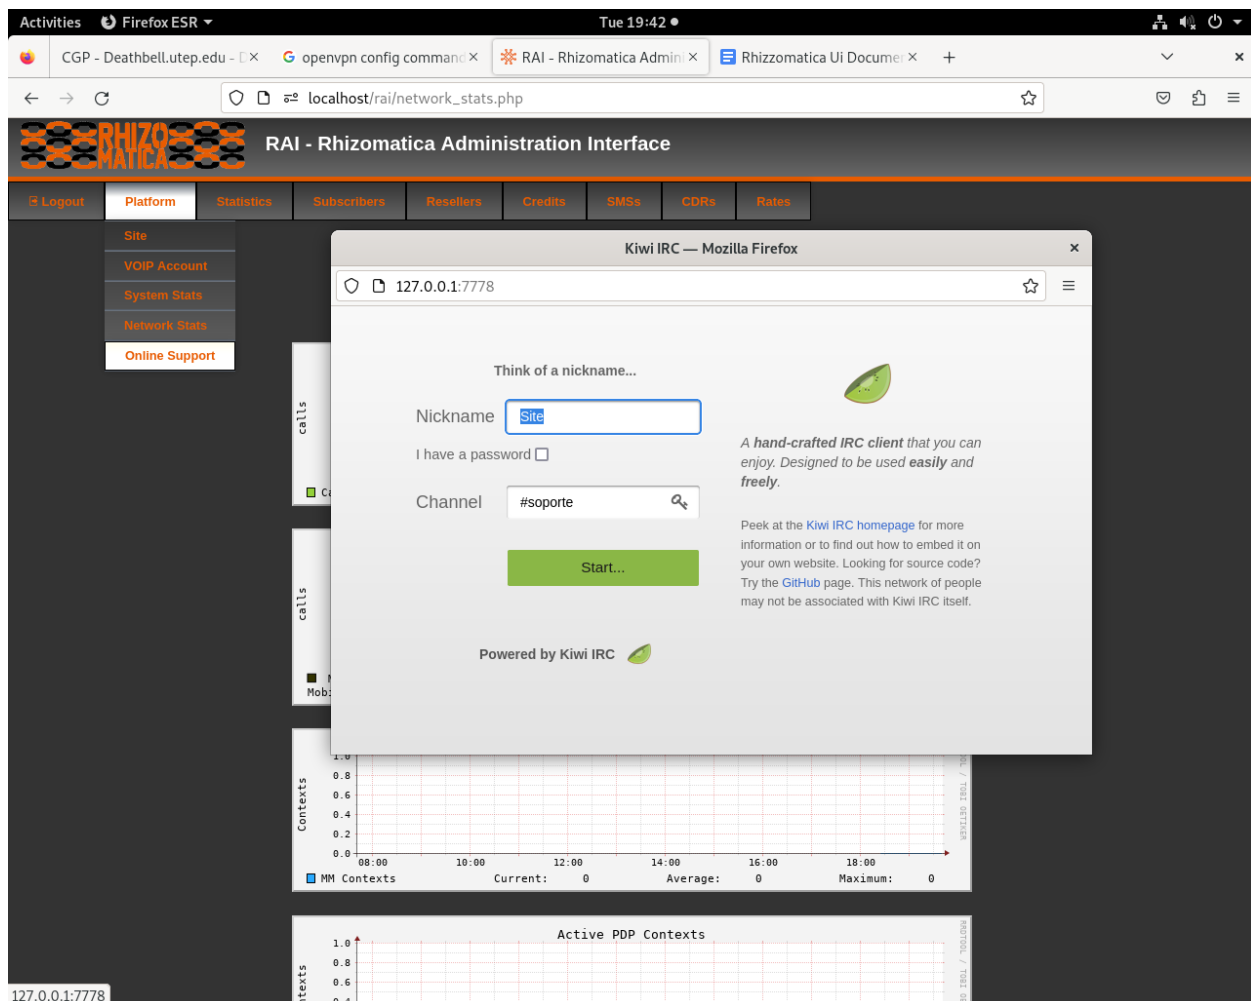 Activities Firefox ESR Tue 19:42
CGP - Deathbell.utep.edu - D
openvpn config command
RAI - Rhizomatica Admini
Rhizzomatica Ui Documen
localhost/rai/network_stats.php
RHIZO
MATICA
RAI - Rhizomatica Administration Interface
Logout Platform Statistics Subscribers Resellers Credits SMSs CDRs Rates
Site
VOIP Account
System Stats
Network Stats
Online Support
Kiwi IRC — Mozilla Firefox
127.0.0.1:7778
Think of a nickname...
Nickname Site
I have a password
Channel #soporte
Start...
Powered by Kiwi IRC
A hand-crafted IRC client that you can
enjoy. Designed to be used easily and
freely.
Peek at the Kiwi IRC homepage for more
information or to find out how to embed it on
your own website. Looking for source code?
Try the GitHub page. This network of people
may not be associated with Kiwi IRC itself.
calls
calls
Mob
Contexts
1.0
0.8
0.6
0.4
0.2
0.0
08:00 10:00 12:00 14:00 16:00 18:00
MM Contexts Current: 0 Average: 0 Maximum: 0
Active PDP Contexts
1.0
0.8
0.6
127.0.0.1:7778